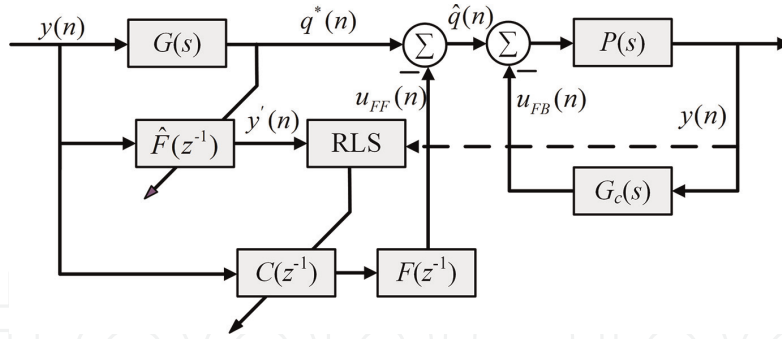 y(n)
G(s)
q*(n)
Σ
q̂(n)
Σ
P(s)
−
−
u_FF(n)
u_FB(n)
y(n)
F̂(z⁻¹)
y'(n)
RLS
G_c(s)
C(z⁻¹)
F(z⁻¹)